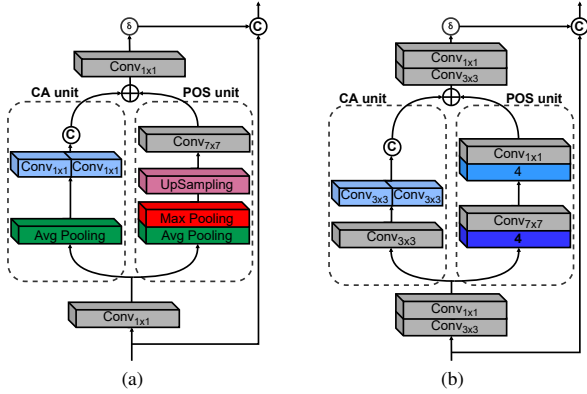 δ
C
Conv1x1
CA unit
POS unit
C
Conv7x7
Conv1x1 Conv1x1
UpSampling
Max Pooling
Avg Pooling
Avg Pooling
Conv1x1
(a)
δ
C
Conv1x1
Conv3x3
CA unit
POS unit
C
Conv1x1
4
Conv3x3 Conv3x3
Conv7x7
4
Conv3x3
Conv1x1
Conv3x3
(b)